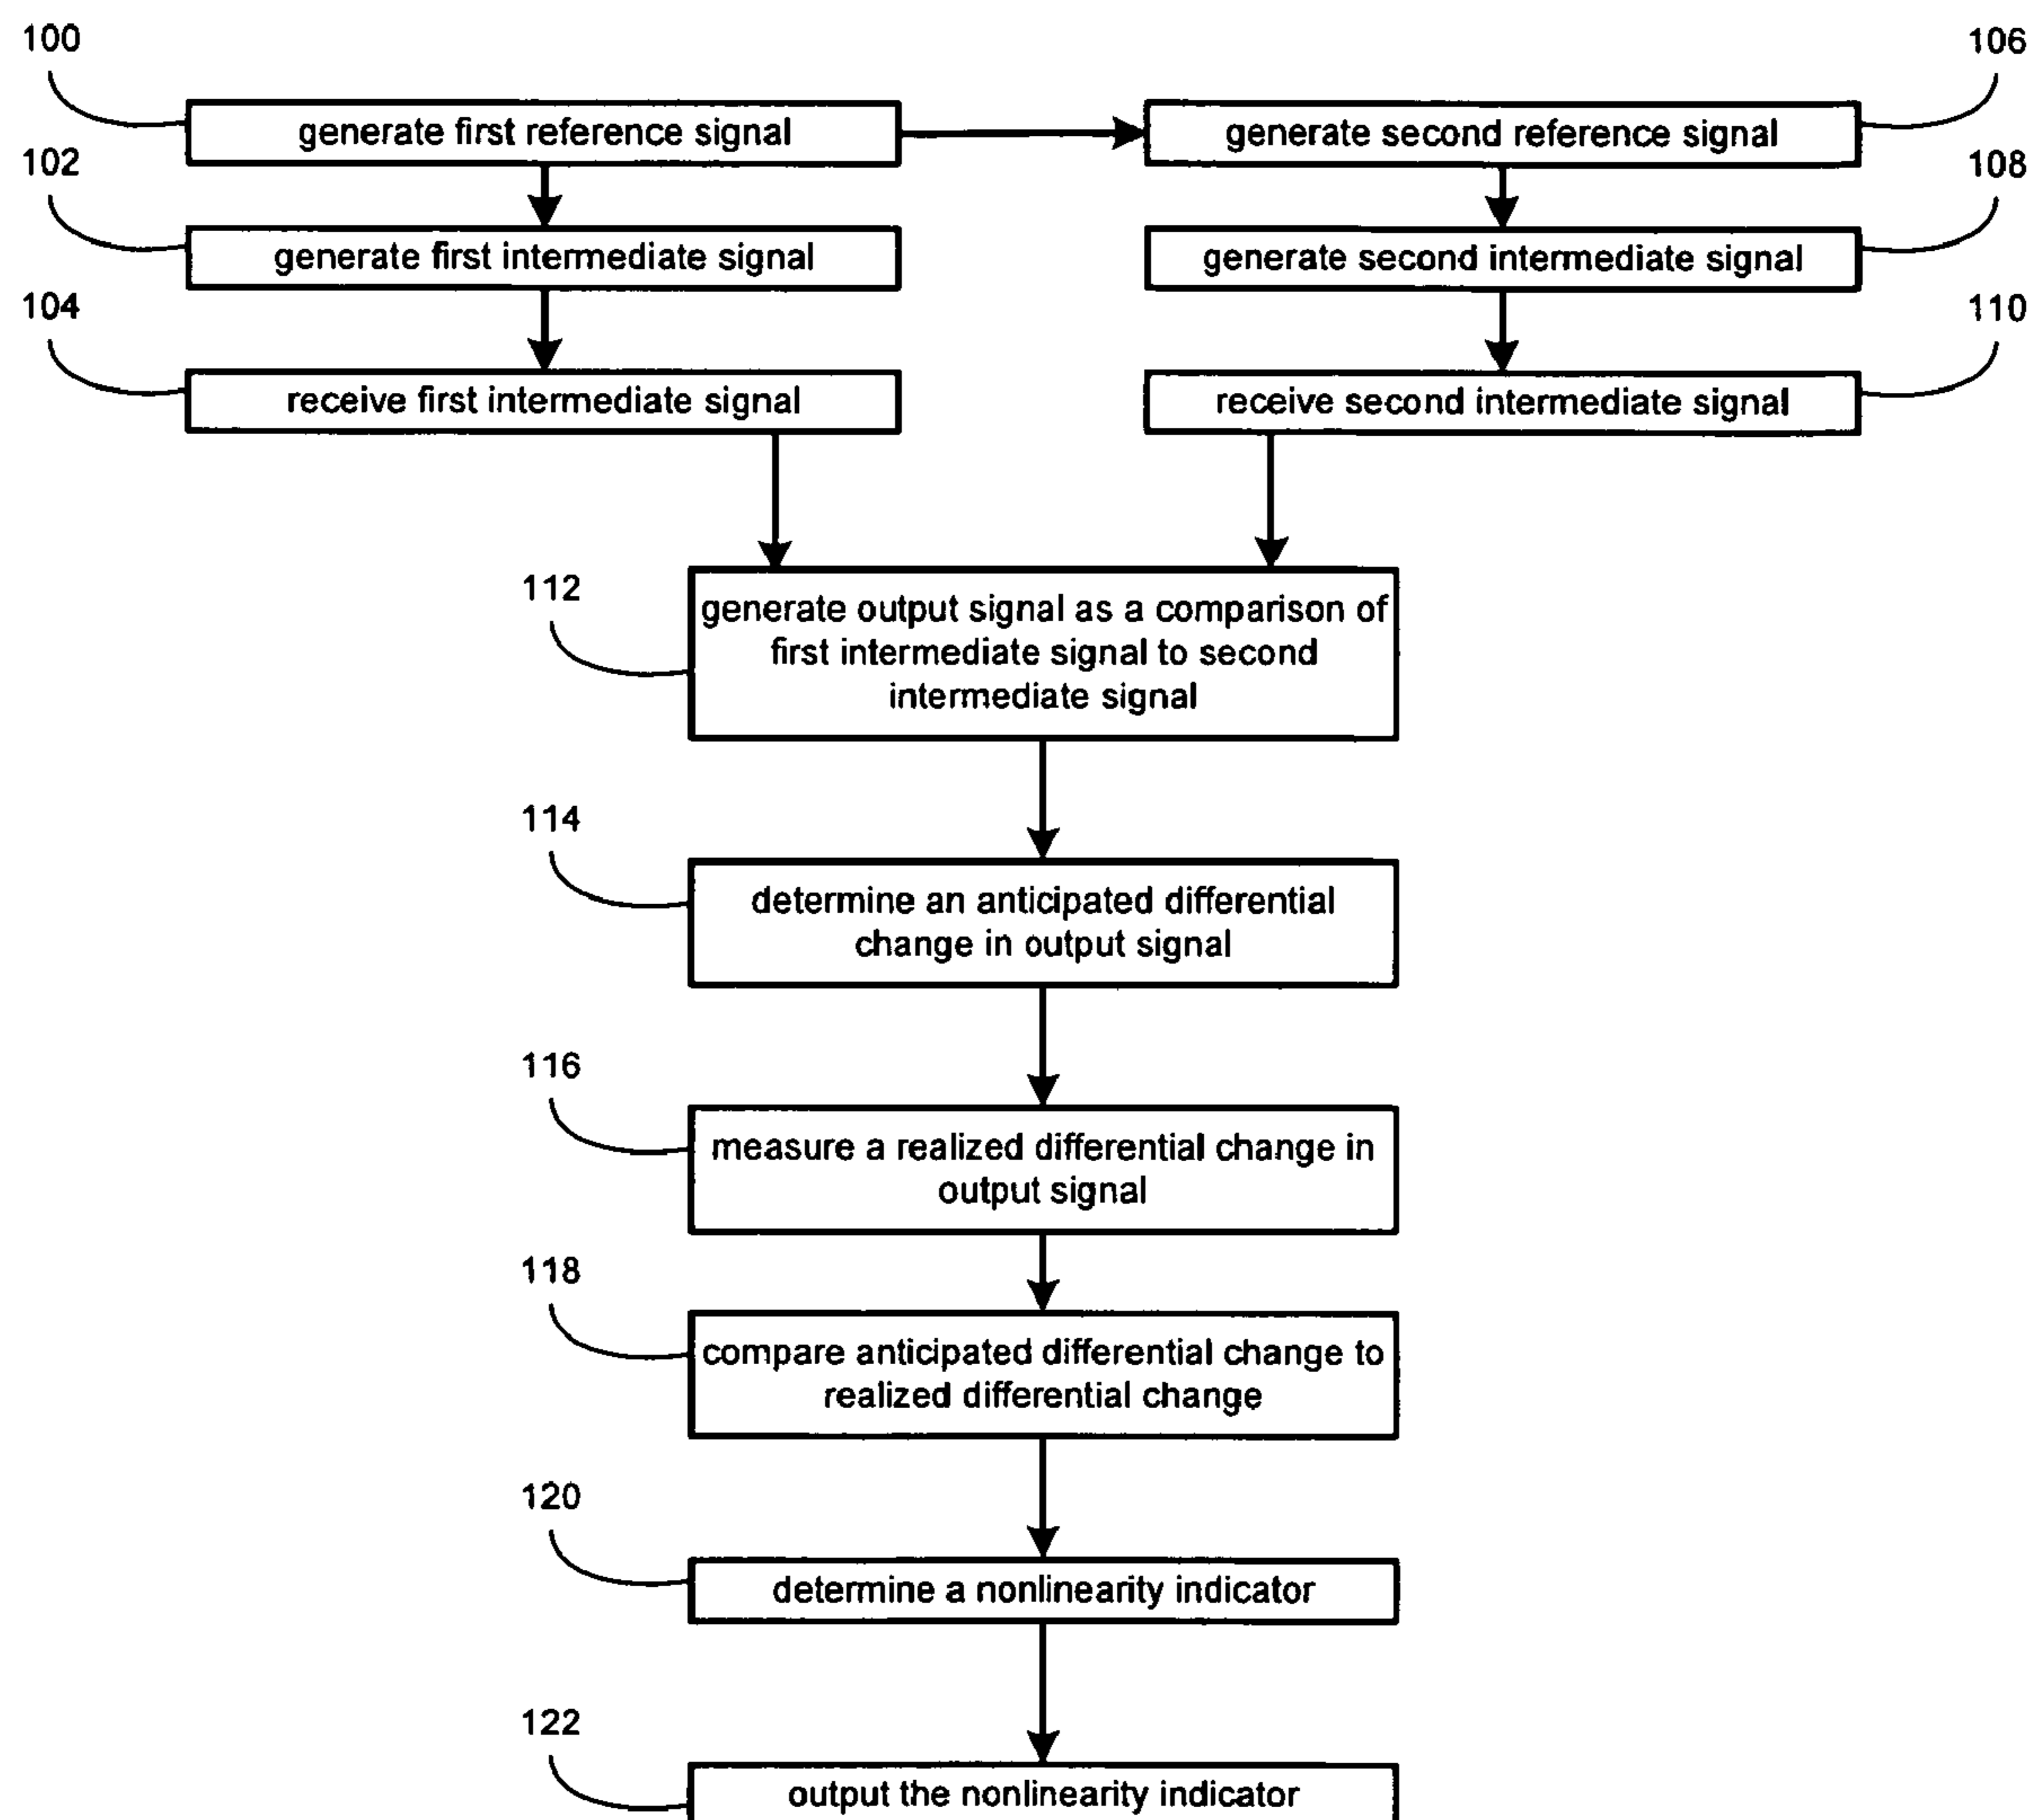 100
106
generate first reference signal
generate second reference signal
102
108
generate first intermediate signal
generate second intermediate signal
104
110
receive first intermediate signal
receive second intermediate signal
112
generate output signal as a comparison of
first intermediate signal to second
intermediate signal
114
determine an anticipated differential
change in output signal
116
measure a realized differential change in
output signal
118
compare anticipated differential change to
realized differential change
120
determine a nonlinearity indicator
122
output the nonlinearity indicator